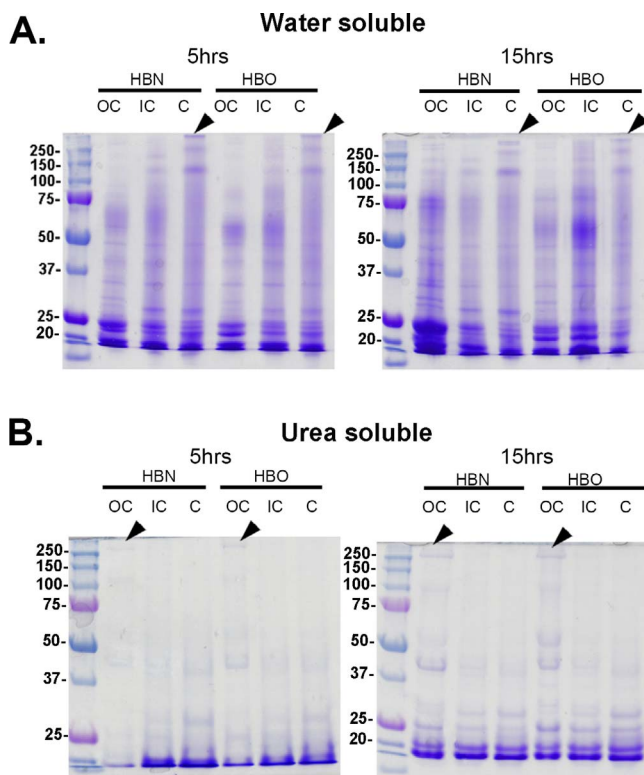 A.
Water soluble
5hrs
15hrs
HBN HBO
HBN HBO
OC IC C OC IC C
OC IC C OC IC C
250-
150-
100-
75-
50-
37-
25-
20-
250-
150-
100-
75-
50-
37-
25-
20-
B.
Urea soluble
5hrs
15hrs
HBN HBO
HBN HBO
OC IC C OC IC C
OC IC C OC IC C
250-
150-
100-
75-
50-
37-
25-
250-
150-
100-
75-
50-
37-
25-
20-